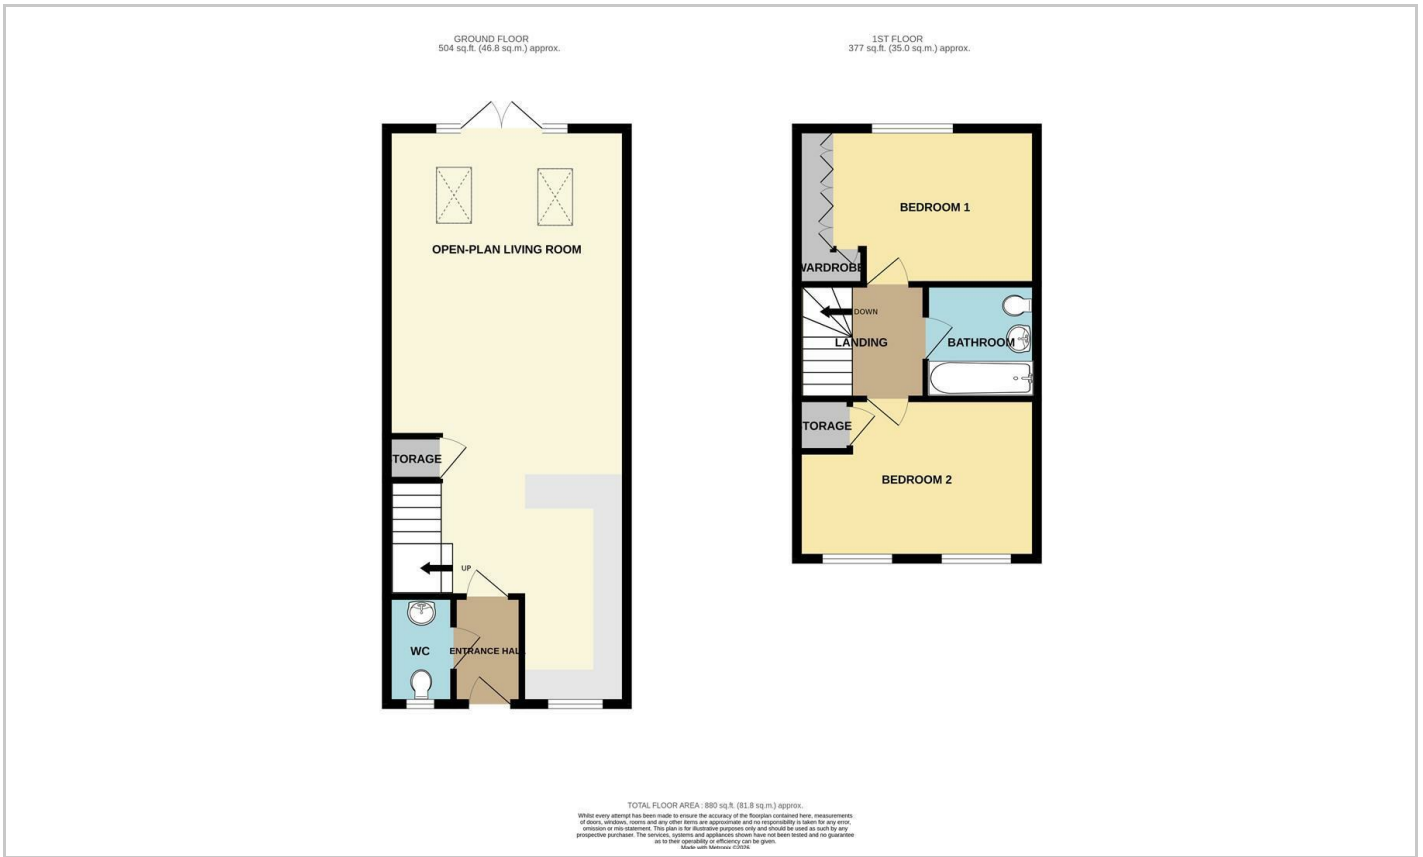 GROUND FLOOR
504 sq.ft. (46.8 sq.m.) approx.
OPEN-PLAN LIVING ROOM
TORAGE
UP
WC
ENTRANCE HAL
1ST FLOOR
377 sq.ft. (35.0 sq.m.) approx.
BEDROOM 1
WARDROBE
DOWN
LANDING
BATHROOM
TORAGE
BEDROOM 2
TOTAL FLOOR AREA : 880 sq.ft. (81.8 sq.m.) approx.
Whilst every attempt has been made to ensure the accuracy of the floorplan contained here, measurements
of doors, windows, rooms and any other items are approximate and no responsibility is taken for any error,
omission or mis-statement. This plan is for illustrative purposes only and should be used as such by any
prospective purchaser. The services, systems and appliances shown have not been tested and no guarantee
as to their operability or efficiency can be given.
Made with Metropix ©2026